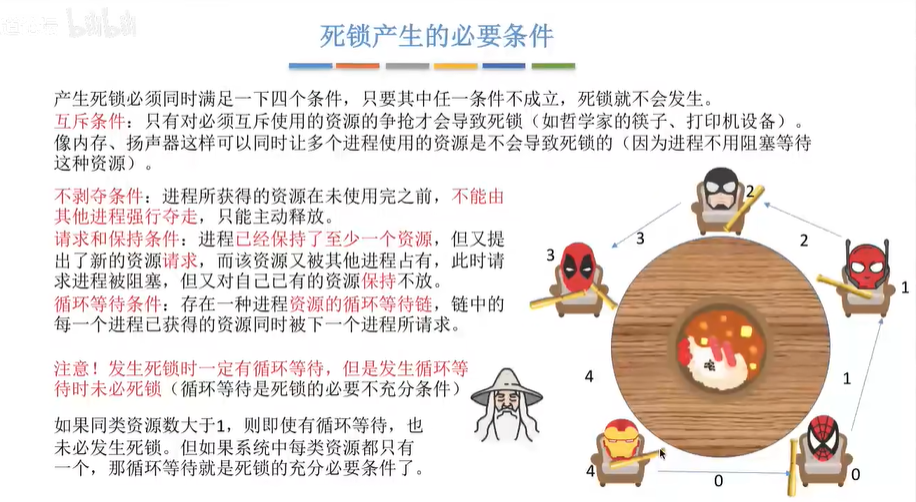 bilibili
死锁产生的必要条件
产生死锁必须同时满足一下四个条件，只要其中任一条件不成立，死锁就不会发生。
互斥条件：只有对必须互斥使用的资源的争抢才会导致死锁（如哲学家的筷子、打印机设备）。
像内存、扬声器这样可以同时让多个进程使用的资源是不会导致死锁的（因为进程不用阻塞等待
这种资源）。
不剥夺条件：进程所获得的资源在未使用完之前，不能由
其他进程强行夺走，只能主动释放。
请求和保持条件：进程已经保持了至少一个资源，但又提
出了新的资源请求，而该资源又被其他进程占有，此时请
求进程被阻塞，但又对自己已有的资源保持不放。
循环等待条件：存在一种进程资源的循环等待链，链中的
每一个进程已获得的资源同时被下一个进程所请求。
注意！发生死锁时一定有循环等待，但是发生循环等
待时未必死锁（循环等待是死锁的必要不充分条件）
如果同类资源数大于1，则即使有循环等待，也
未必发生死锁。但如果系统中每类资源都只有
一个，那循环等待就是死锁的充分必要条件了。
2
3
2
3
1
4
1
4
0
0